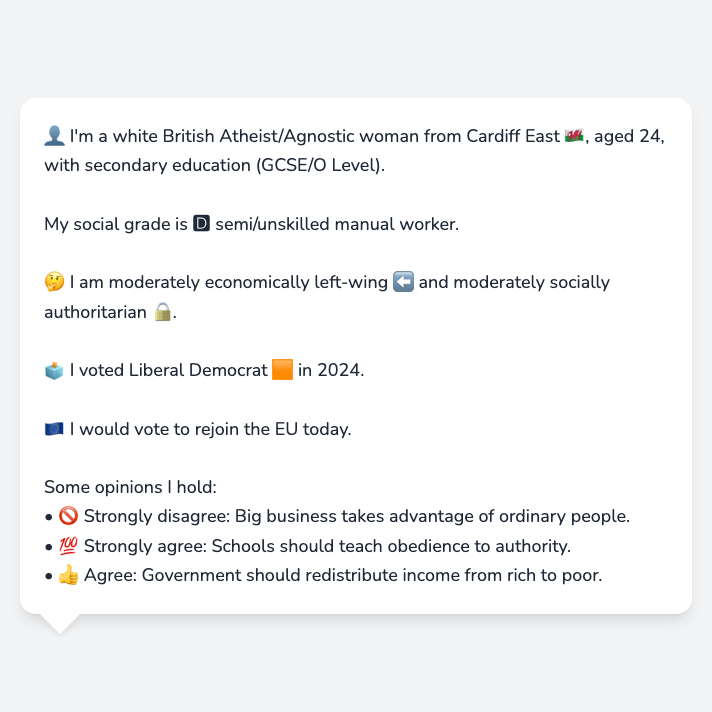 👤 I'm a white British Atheist/Agnostic woman from Cardiff East 🏴󠁧󠁢󠁷󠁬󠁳󠁿, aged 24,
with secondary education (GCSE/O Level).
My social grade is 🅳 semi/unskilled manual worker.
🤔 I am moderately economically left-wing ⬅️ and moderately socially
authoritarian 🔒.
🗳️ I voted Liberal Democrat 🟧 in 2024.
🇪🇺 I would vote to rejoin the EU today.
Some opinions I hold:
• 🚫 Strongly disagree: Big business takes advantage of ordinary people.
• 💯 Strongly agree: Schools should teach obedience to authority.
• 👍 Agree: Government should redistribute income from rich to poor.